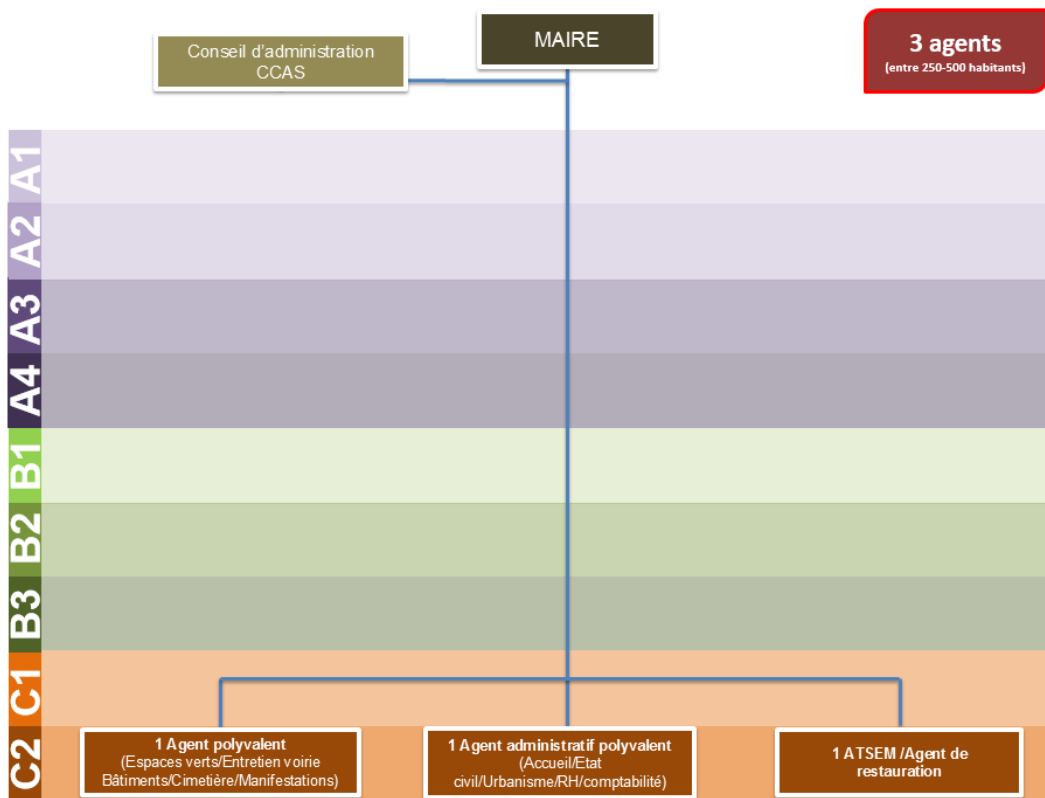 MAIRE
Conseil d'administration
CCAS
3 agents
(entre 250-500 habitants)
A1
A2
A3
A4
B1
B2
B3
C1
C2
1 Agent polyvalent
(Espaces verts/Entretien voirie
Bâtiments/Cimetière/Manifestations)
1 Agent administratif polyvalent
(Accueil/Etat
civil/Urbanisme/RH/comptabilité)
1 ATSEM /Agent de
restauration